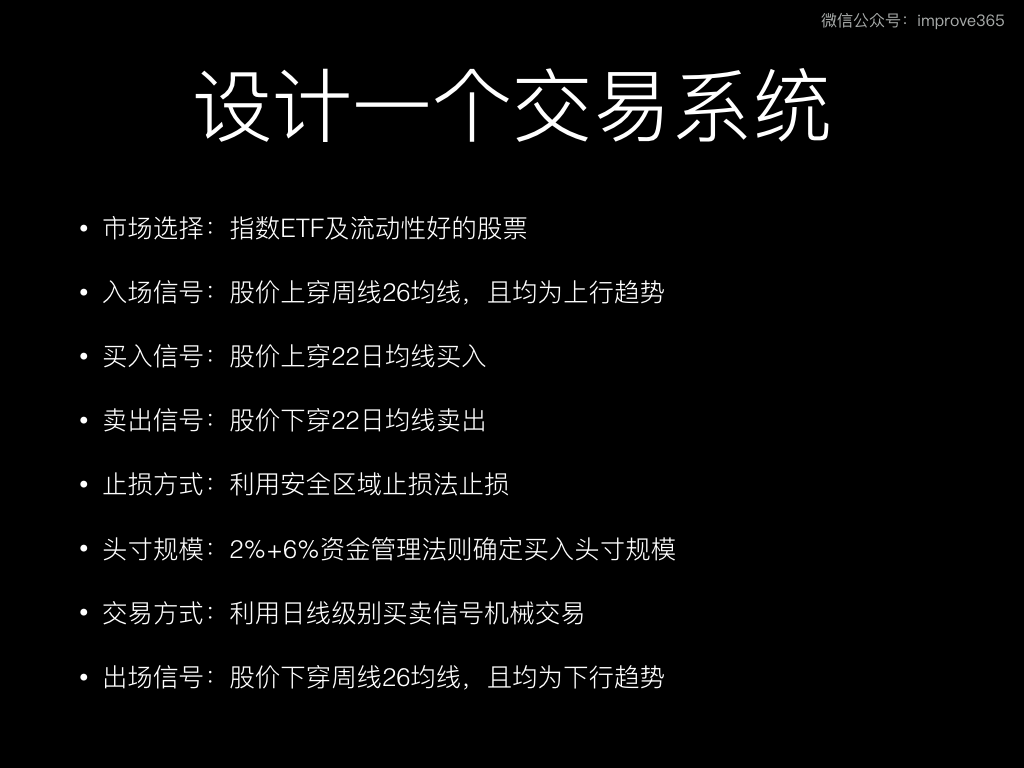 微信公众号：improve365
设计一个交易系统
• 市场选择：指数ETF及流动性好的股票
• 入场信号：股价上穿周线26均线，且均为上行趋势
• 买入信号：股价上穿22日均线买入
• 卖出信号：股价下穿22日均线卖出
• 止损方式：利用安全区域止损法止损
• 头寸规模：2%+6%资金管理法则确定买入头寸规模
• 交易方式：利用日线级别买卖信号机械交易
• 出场信号：股价下穿周线26均线，且均为下行趋势